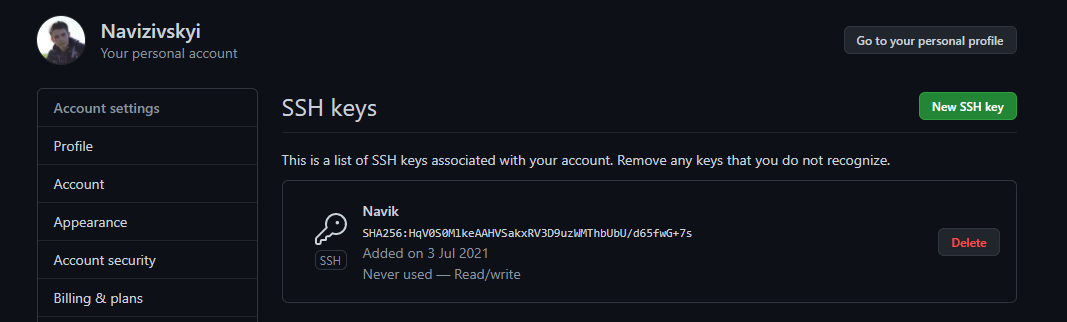 Navizivskyi
Your personal account
Go to your personal profile
Account settings
Profile
Account
Appearance
Account security
Billing & plans
SSH keys
New SSH key
This is a list of SSH keys associated with your account. Remove any keys that you do not recognize.
Navik
SHA256:HqV0S0MlkeAAHVSakxRV3D9uzWMThbUbU/d65fwG+7s
Added on 3 Jul 2021
Never used — Read/write
SSH
Delete